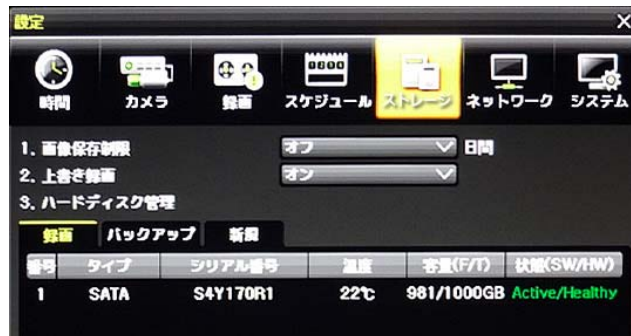 設定
X
時間 カメラ 録画 スケジュール ストレージ ネットワーク システム
1. 画像保存制限 オフ 日間
2. 上書き録画 オン
3. ハードディスク管理
録画 バックアップ 新規
番号 タイプ シリアル番号 温度 容量(F/T) 状態(SW/HW)
1 SATA S4Y170R1 22℃ 981/1000GB Active/Healthy